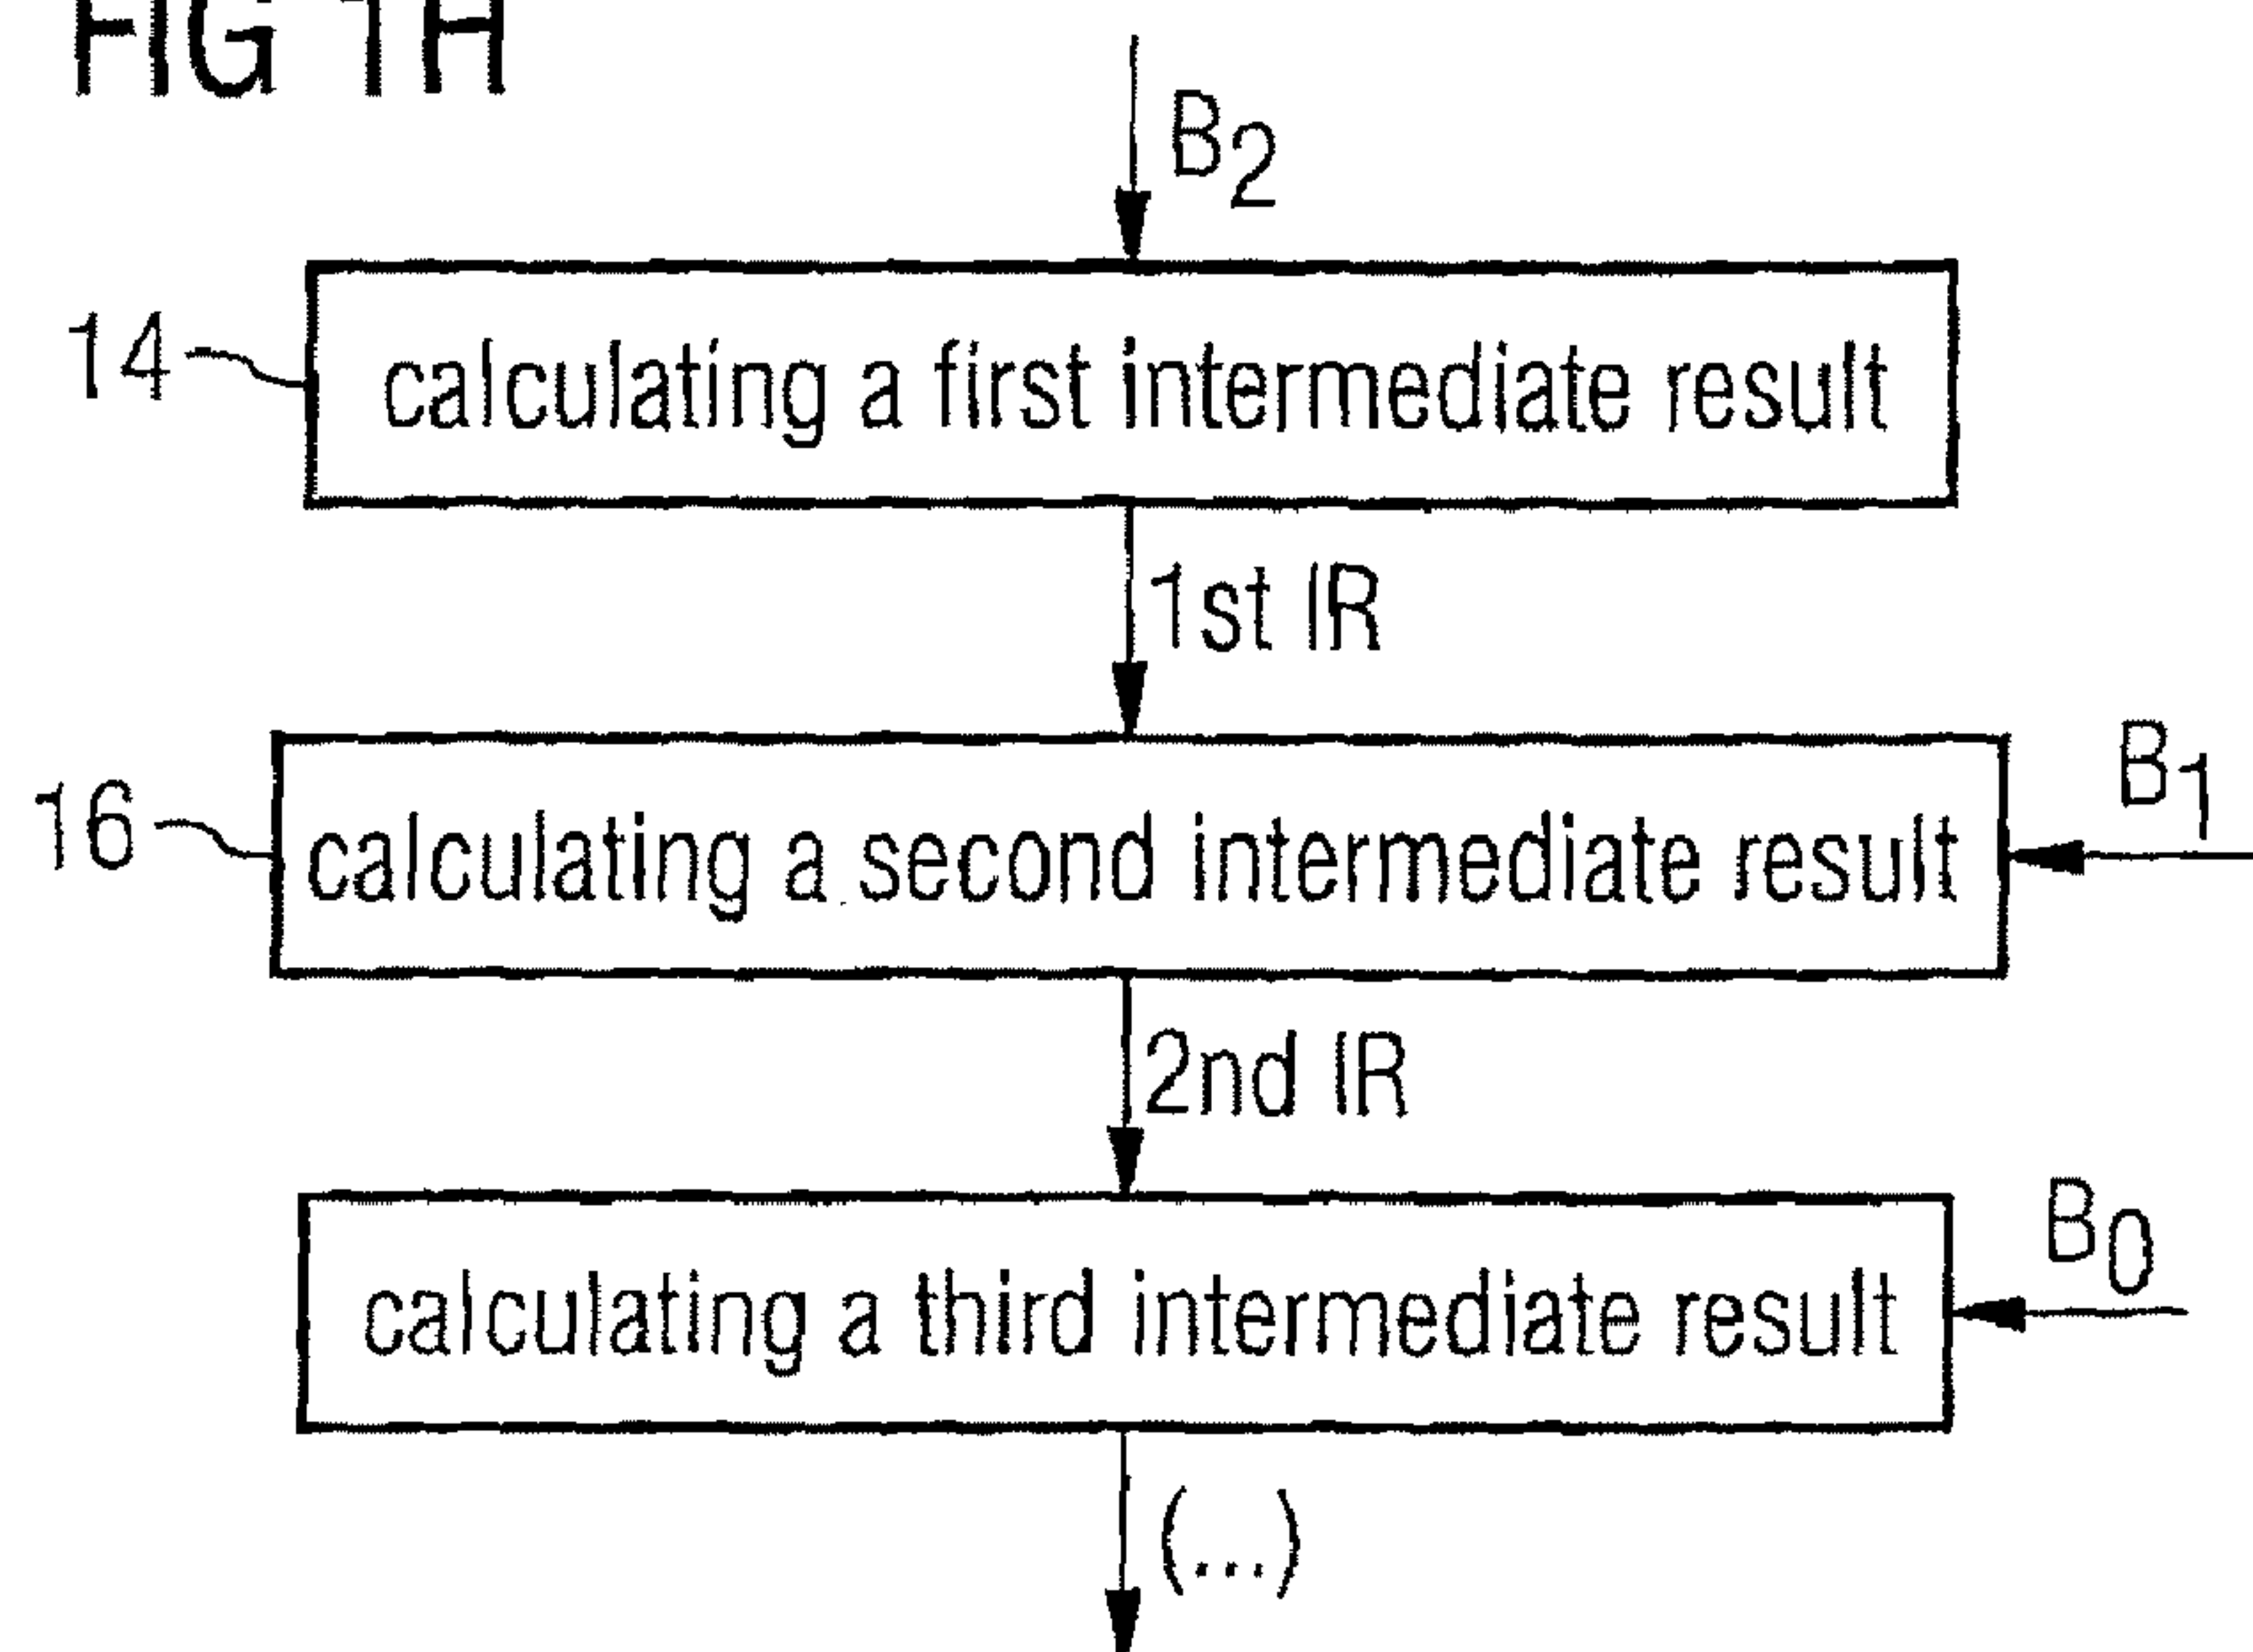 FIG 1H
B2
14
calculating a first intermediate result
1st IR
B1
16
calculating a second intermediate result
2nd IR
B0
calculating a third intermediate result
(...)